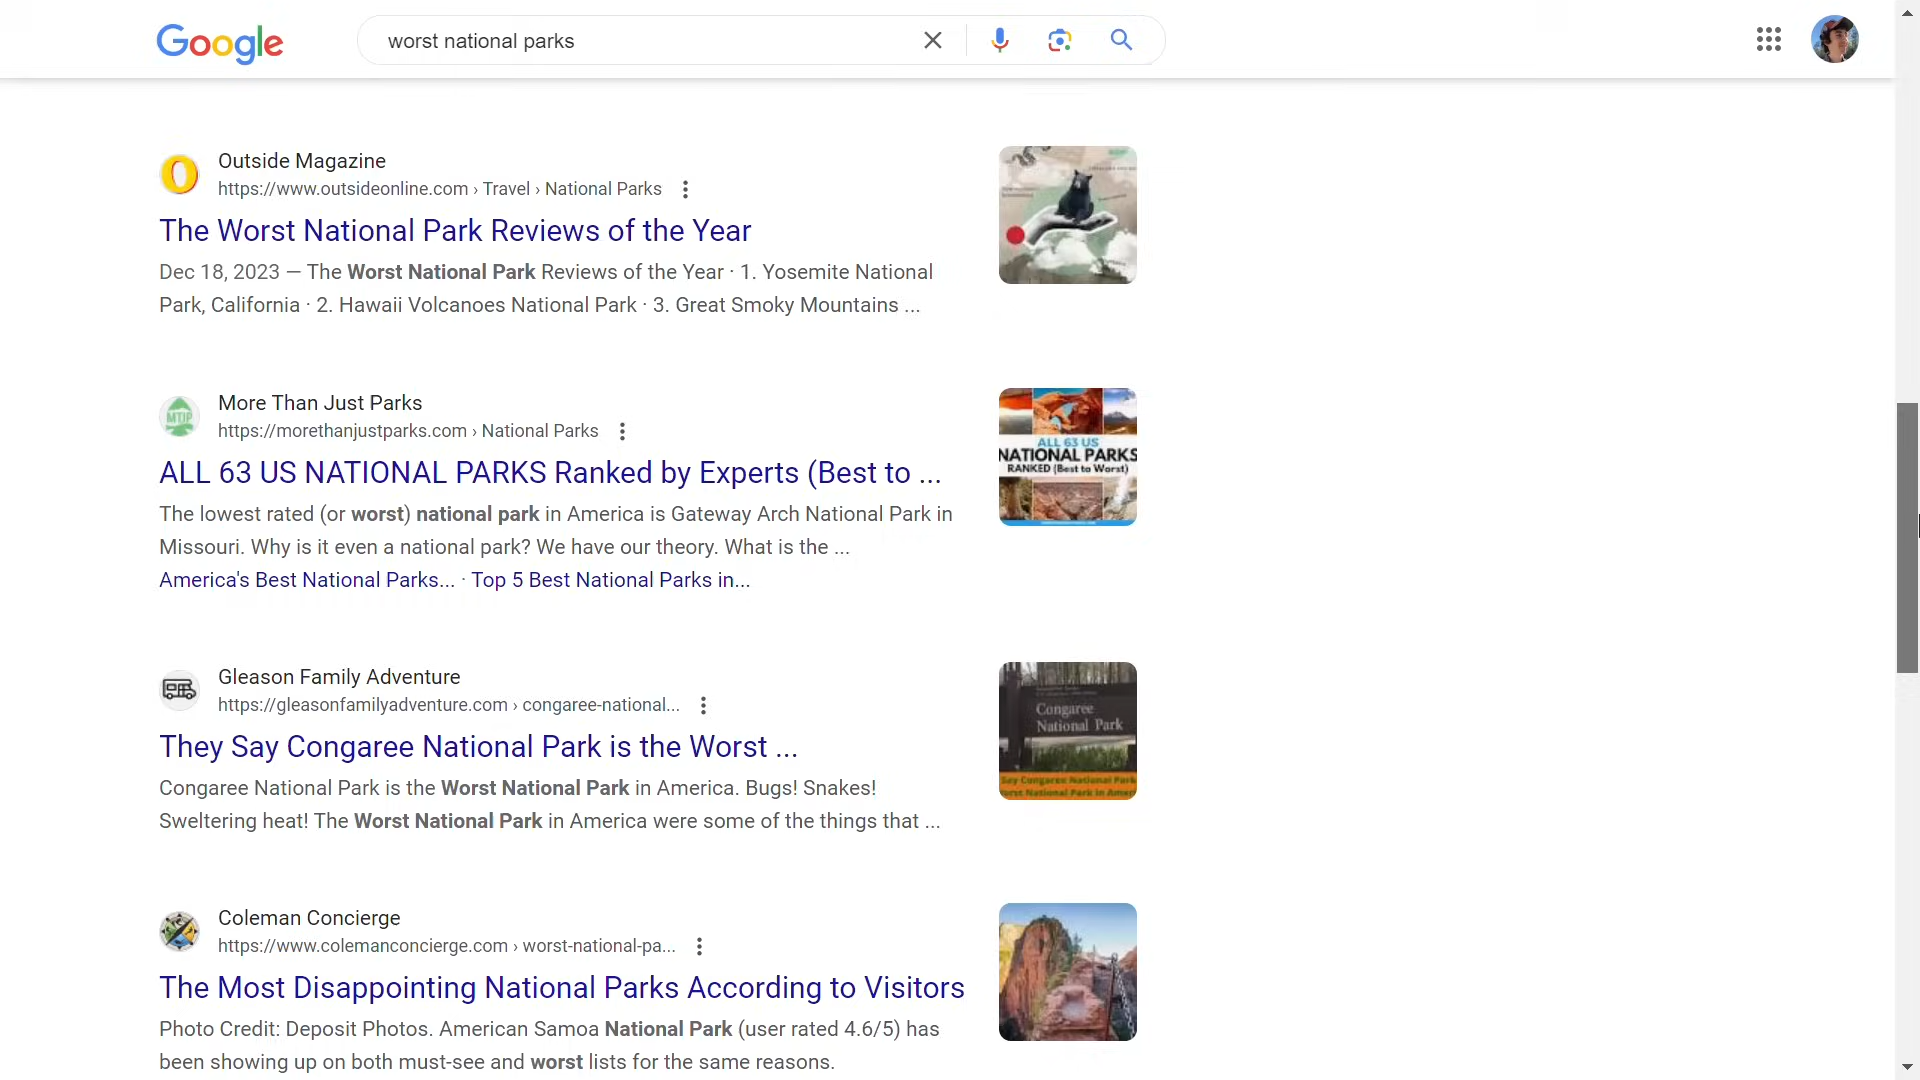 Google
worst national parks
Outside Magazine
https://www.outsideonline.com › Travel › National Parks
The Worst National Park Reviews of the Year
Dec 18, 2023 — The Worst National Park Reviews of the Year · 1. Yosemite National
Park, California · 2. Hawaii Volcanoes National Park · 3. Great Smoky Mountains ...
More Than Just Parks
https://morethanjustparks.com › National Parks
MTJP
ALL 63 US NATIONAL PARKS Ranked by Experts (Best to ...
The lowest rated (or worst) national park in America is Gateway Arch National Park in
Missouri. Why is it even a national park? We have our theory. What is the ...
America's Best National Parks... · Top 5 Best National Parks in...
ALL 63 US
NATIONAL PARKS
RANKED (Best to Worst)
Gleason Family Adventure
https://gleasonfamilyadventure.com › congaree-national...
They Say Congaree National Park is the Worst ...
Congaree National Park is the Worst National Park in America. Bugs! Snakes!
Sweltering heat! The Worst National Park in America were some of the things that ...
Congaree
National Park
Say Congaree National Park
Worst National Park in Amer
Coleman Concierge
https://www.colemanconcierge.com › worst-national-pa...
The Most Disappointing National Parks According to Visitors
Photo Credit: Deposit Photos. American Samoa National Park (user rated 4.6/5) has
been showing up on both must-see and worst lists for the same reasons.